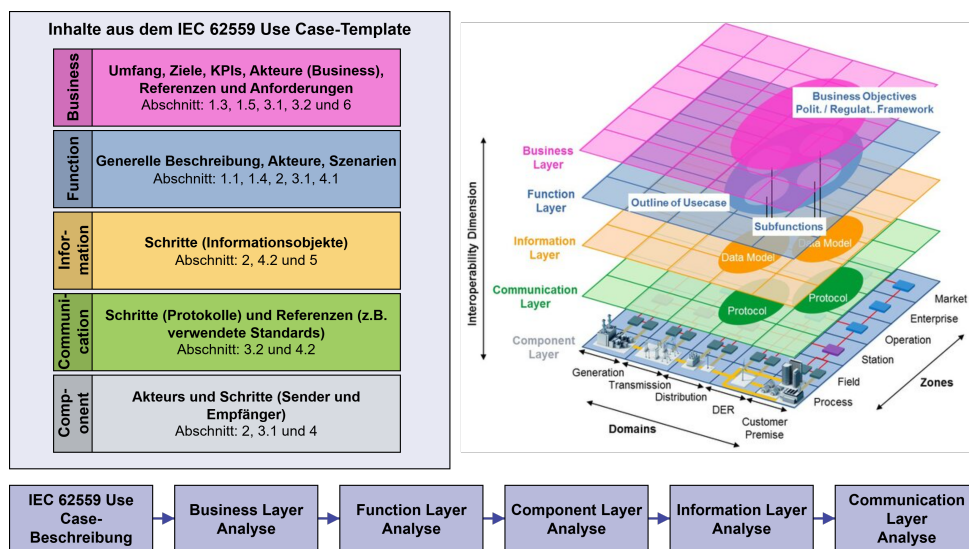 Inhalte aus dem IEC 62559 Use Case-Template
Business
Umfang, Ziele, KPIs, Akteure (Business),
Referenzen und Anforderungen
Abschnitt: 1.3, 1.5, 3.1, 3.2 und 6
Function
Generelle Beschreibung, Akteure, Szenarien
Abschnitt: 1.1, 1.4, 2, 3.1, 4.1
Infor-
mation
Schritte (Informationsobjekte)
Abschnitt: 2, 4.2 und 5
Communi-
cation
Schritte (Protokolle) und Referenzen (z.B.
verwendete Standards)
Abschnitt: 3.2 und 4.2
Comp-
onent
Akteurs und Schritte (Sender und
Empfänger)
Abschnitt: 2, 3.1 und 4
Interoperability Dimension
Business
Layer
Function
Layer
Information
Layer
Communication
Layer
Component
Layer
Business Objectives
Polit. / Regulat.. Framework
Outline of Usecase
Subfunctions
Data Model
Data Model
Protocol
Protocol
Generation
Transmission
Distribution
DER
Customer
Premise
Domains
Market
Enterprise
Operation
Station
Field
Process
Zones
IEC 62559 Use
Case-
Beschreibung
Business Layer
Analyse
Function Layer
Analyse
Component Layer
Analyse
Information Layer
Analyse
Communication
Layer
Analyse